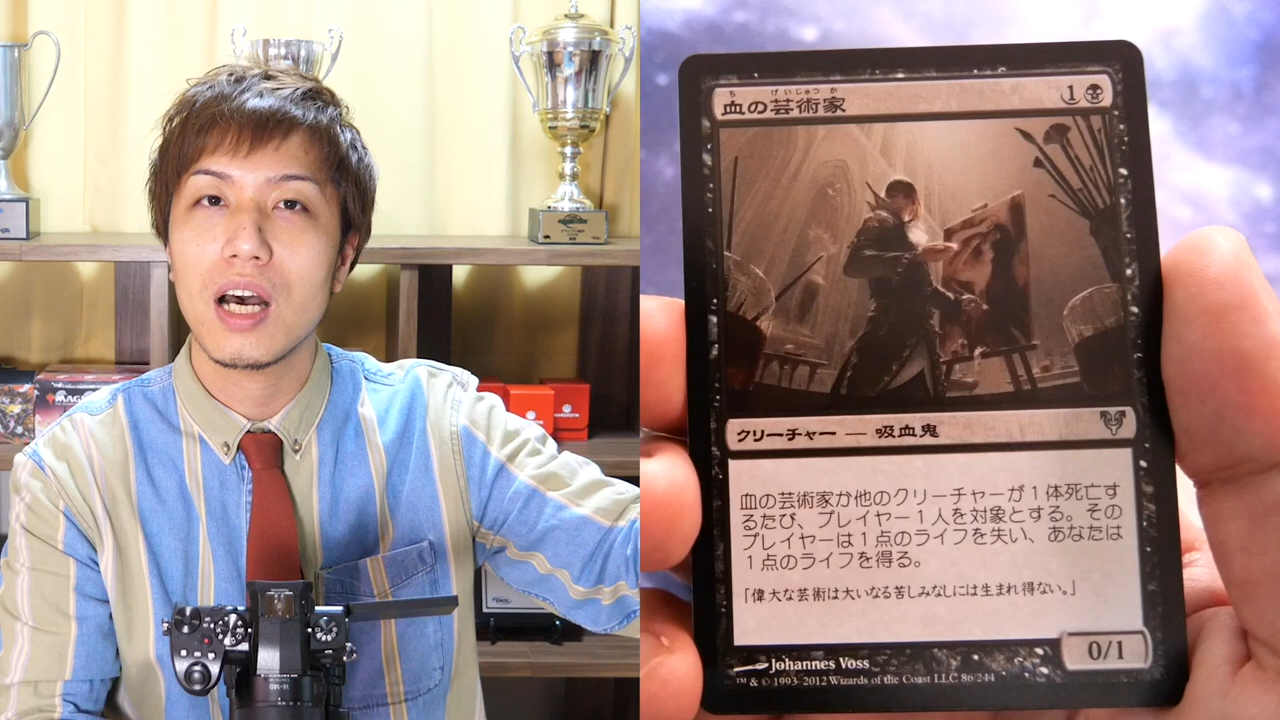 MAGIC
14-140
ち げいじゅつ か
血の芸術家
1
クリーチャー — 吸血鬼
血の芸術家か他のクリーチャーが1体死亡す
るたび、プレイヤー1人を対象とする。その
プレイヤーは1点のライフを失い、あなたは
1点のライフを得る。
「偉大な芸術は大いなる苦しみなしには生まれ得ない。」
0/1
Johannes Voss
™ & © 1993-2012 Wizards of the Coast LLC 86/244